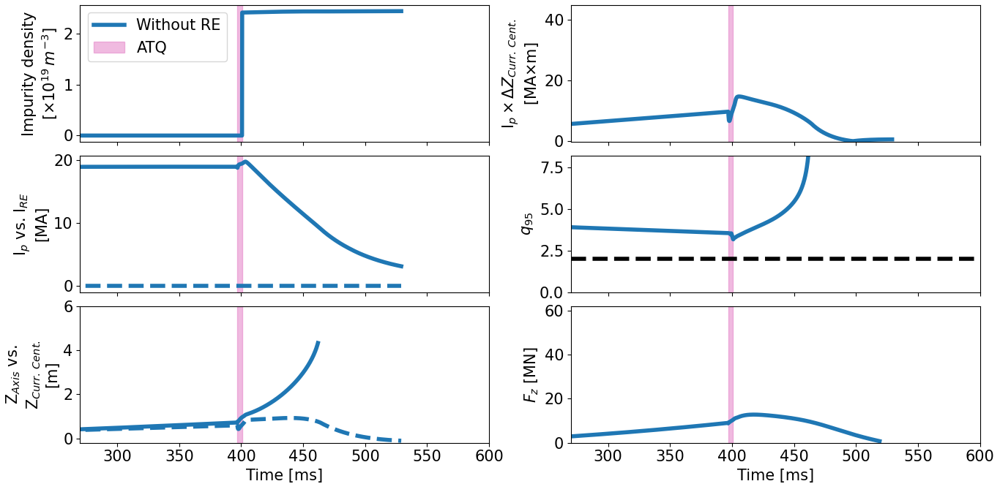 Impurity density
[×10¹⁹ m⁻³]
2
1
0
Without RE
ATQ
Iₚ × ΔZ_Curr. Cent.
[MA×m]
40
20
0
Iₚ vs. I_RE
[MA]
20
10
0
q₉₅
7.5
5.0
2.5
0.0
Z_Axis vs.
Z_Curr. Cent.
[m]
6
4
2
0
300 350 400 450 500 550 600
Time [ms]
F_z [MN]
60
40
20
0
300 350 400 450 500 550 600
Time [ms]